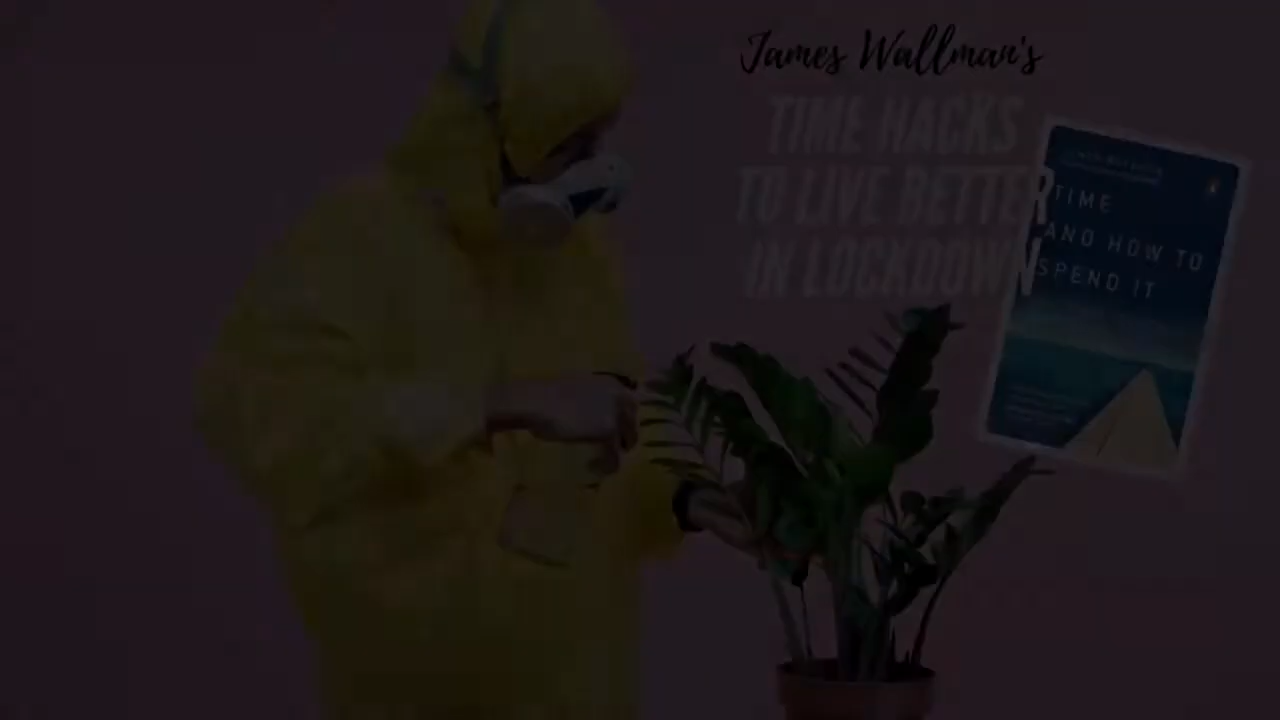 James Wallman's
TIME HACKS
TO LIVE BETTER
IN LOCKDOWN
TIME
AND HOW TO
SPEND IT